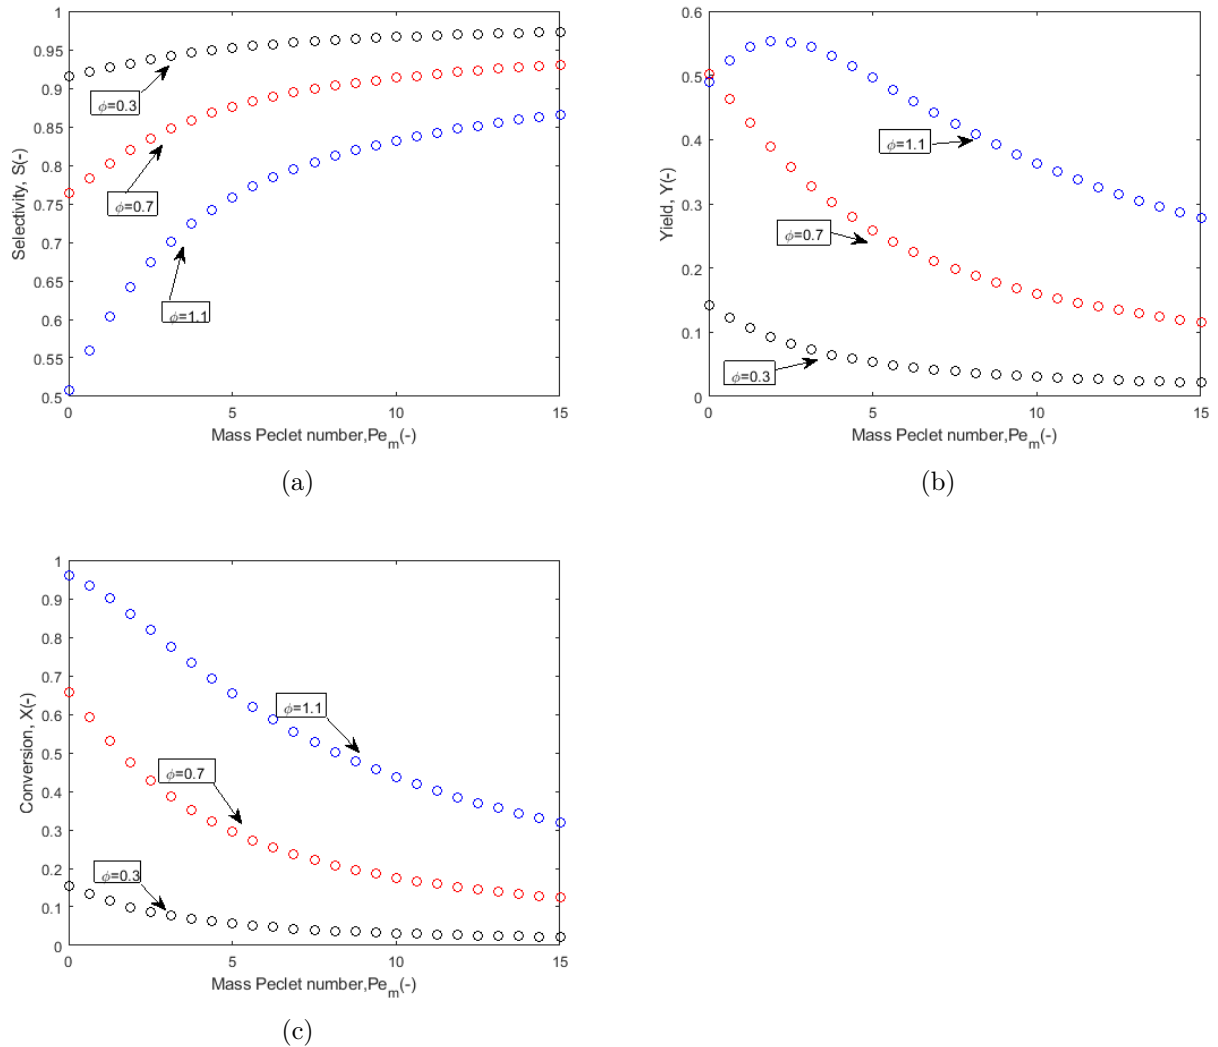 1
0.95
0.9
0.85
0.8
0.75
0.7
0.65
0.6
0.55
0.5
Selectivity, S(-)
ϕ=0.3
ϕ=0.7
ϕ=1.1
0 5 10 15
Mass Peclet number,Pe_m(-)
(a)
0.6
0.5
0.4
0.3
0.2
0.1
0
Yield, Y(-)
ϕ=1.1
ϕ=0.7
ϕ=0.3
0 5 10 15
Mass Peclet number,Pe_m(-)
(b)
1
0.9
0.8
0.7
0.6
0.5
0.4
0.3
0.2
0.1
0
Conversion, X(-)
ϕ=1.1
ϕ=0.7
ϕ=0.3
0 5 10 15
Mass Peclet number,Pe_m(-)
(c)